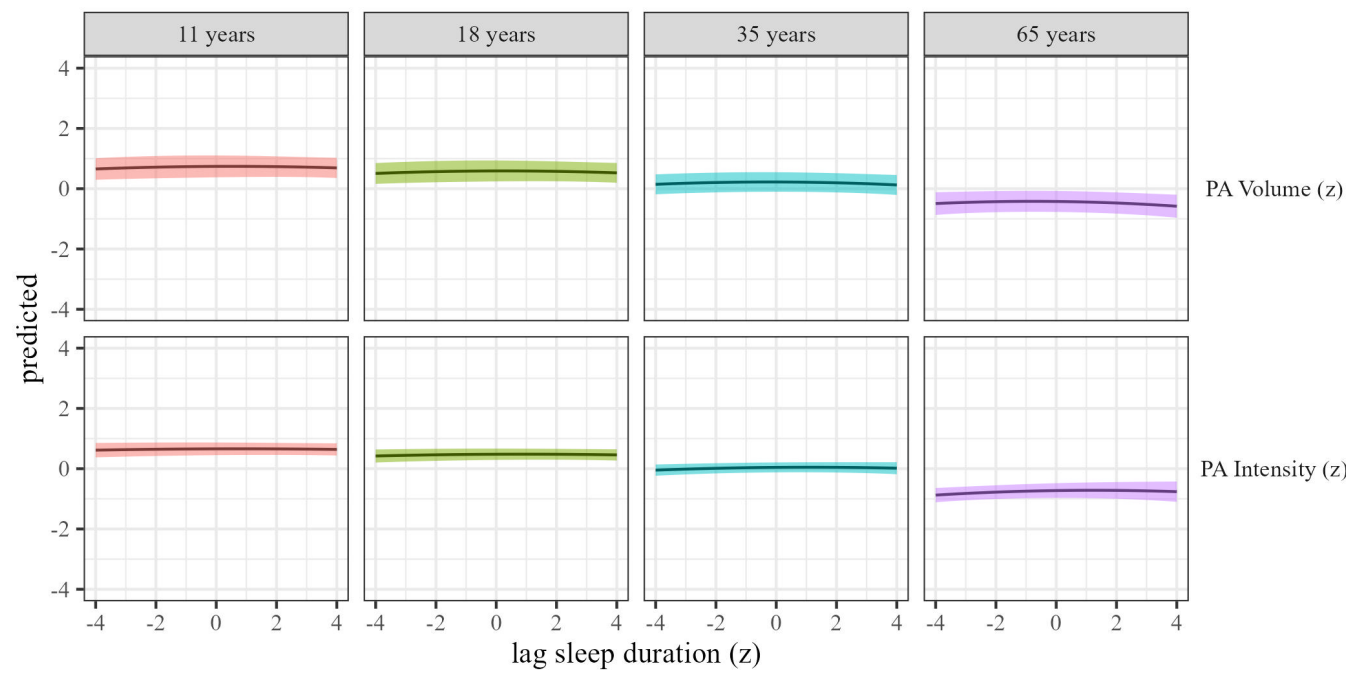 11 years 18 years 35 years 65 years
4
2
0
-2
-4
PA Volume (z)
predicted
4
2
0
-2
-4
PA Intensity (z)
-4 -2 0 2 4 -4 -2 0 2 4 -4 -2 0 2 4 -4 -2 0 2 4
lag sleep duration (z)